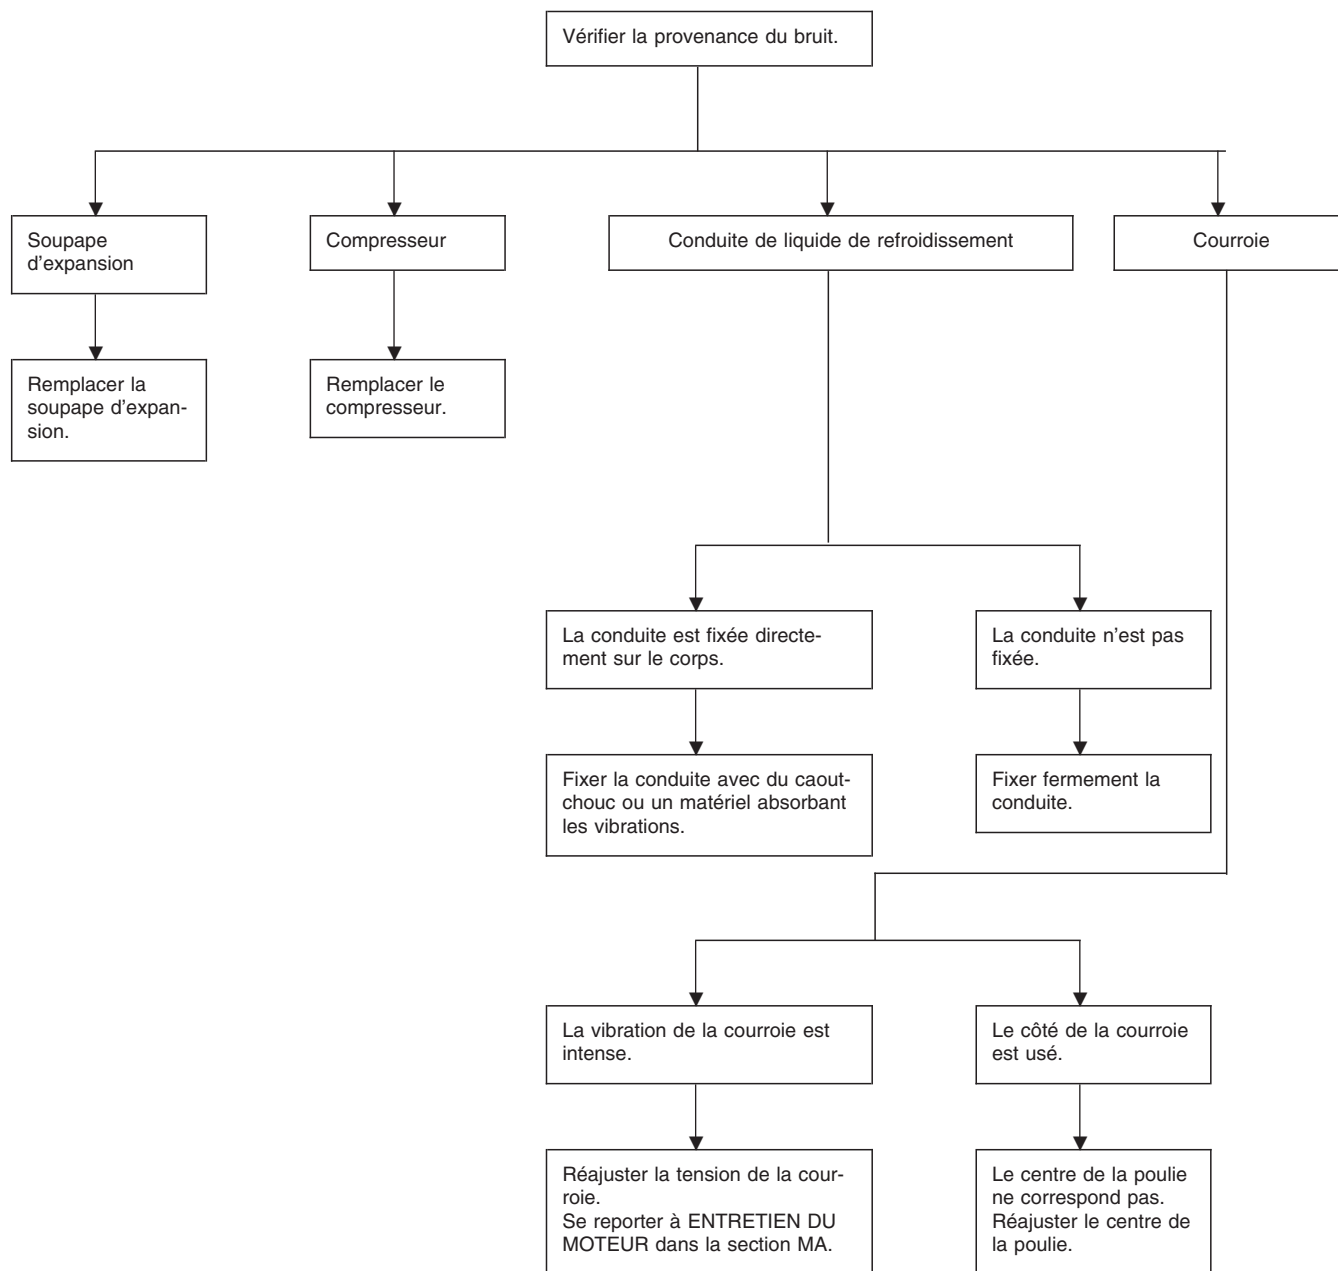 Vérifier la provenance du bruit.
Soupape
d'expansion
Compresseur
Conduite de liquide de refroidissement
Courroie
Remplacer la
soupape d'expan-
sion.
Remplacer le
compresseur.
La conduite est fixée directe-
ment sur le corps.
La conduite n'est pas
fixée.
Fixer la conduite avec du caout-
chouc ou un matériel absorbant
les vibrations.
Fixer fermement la
conduite.
La vibration de la courroie est
intense.
Le côté de la courroie
est usé.
Réajuster la tension de la cour-
roie.
Se reporter à ENTRETIEN DU
MOTEUR dans la section MA.
Le centre de la poulie
ne correspond pas.
Réajuster le centre de
la poulie.